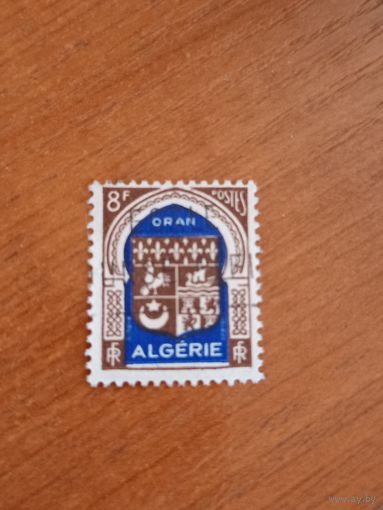 8F POSTES
ORAN
ALGÉRIE
RF RF
www.ay.by